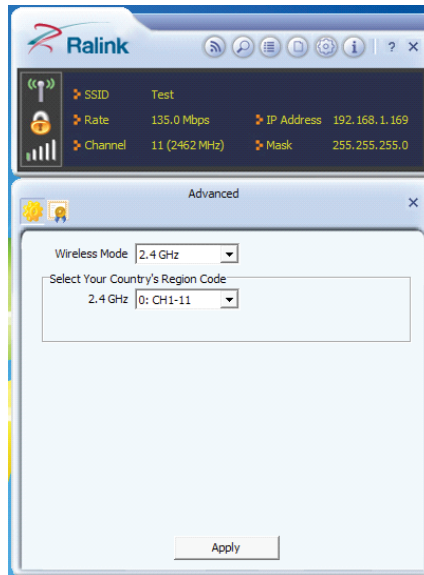 Ralink
? ×
SSID Test
Rate 135.0 Mbps IP Address 192.168.1.169
Channel 11 (2462 MHz) Mask 255.255.255.0
Advanced ×
Wireless Mode 2.4 GHz
Select Your Country's Region Code
2.4 GHz 0: CH1-11
Apply